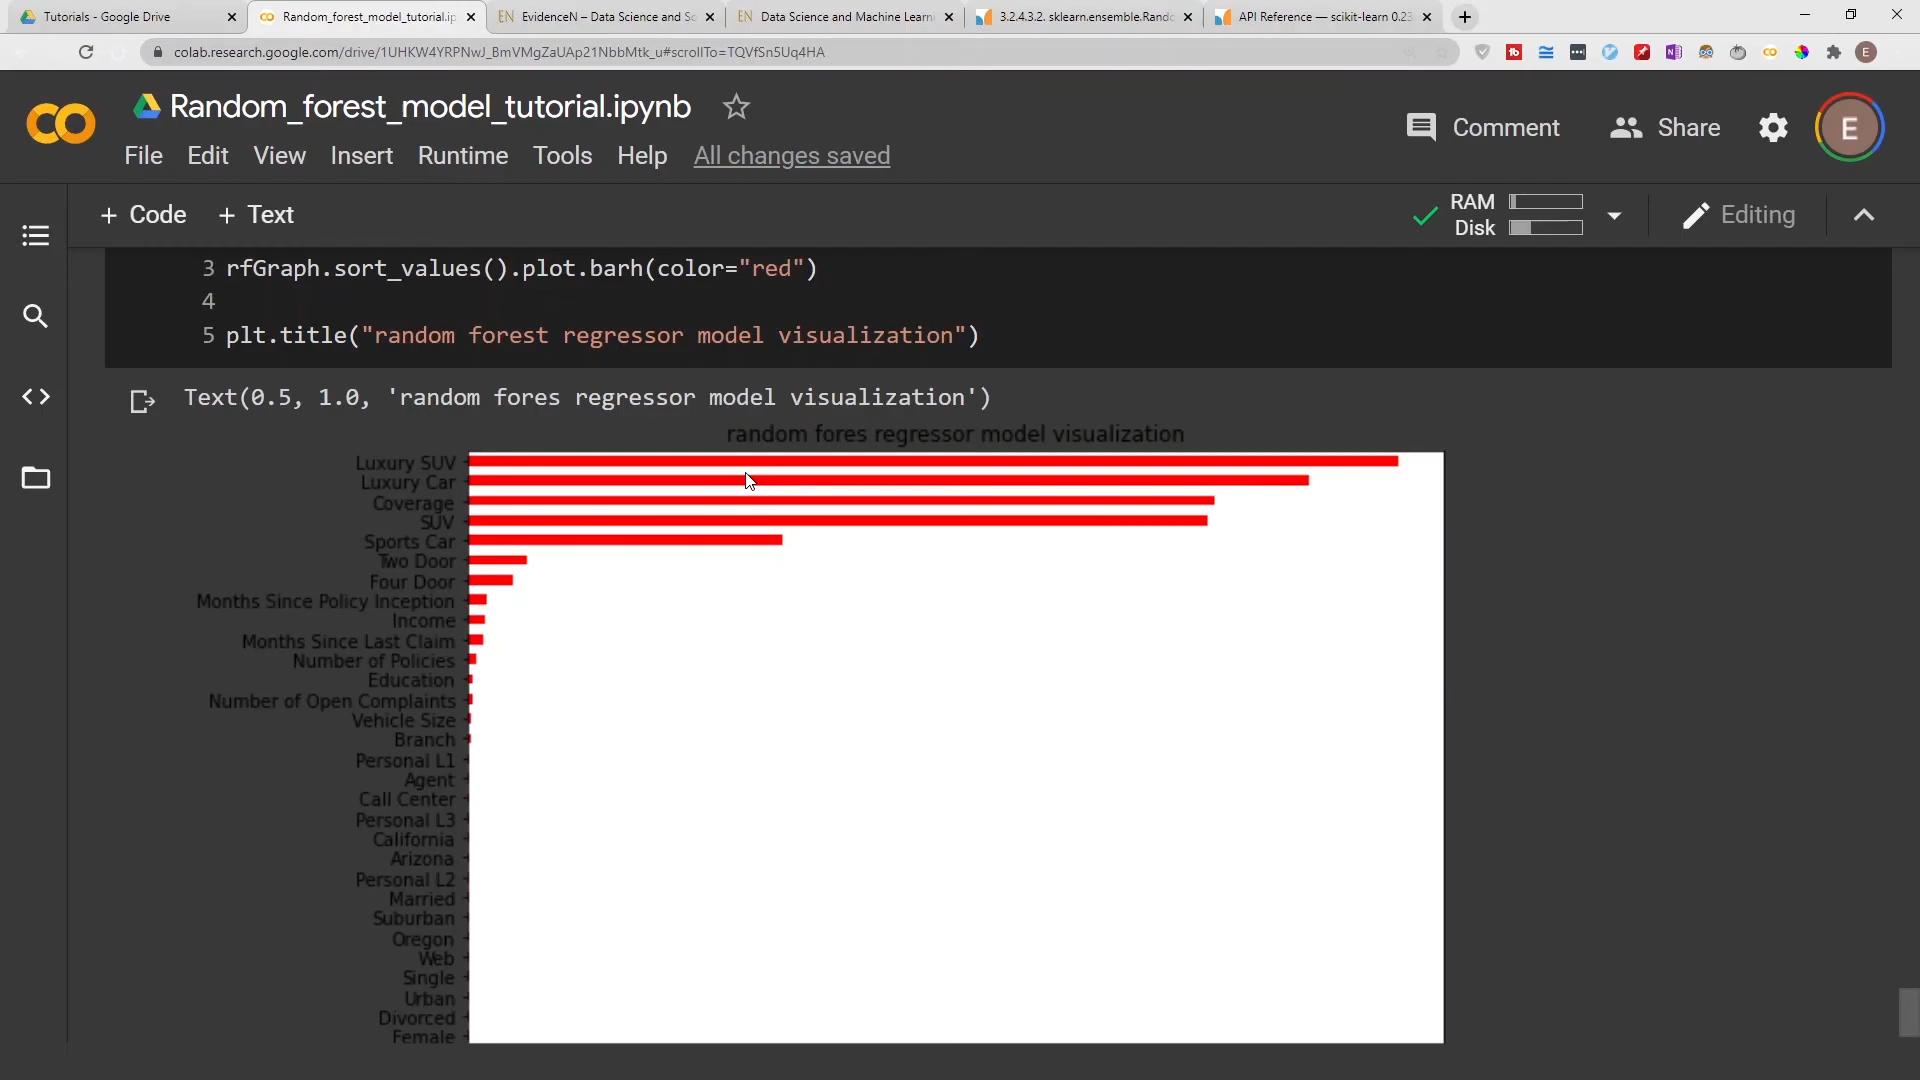 Tutorials - Google Drive
Random_forest_model_tutorial.ip
EvidenceN – Data Science and So
Data Science and Machine Learni
3.2.4.3.2. sklearn.ensemble.Rando
API Reference — scikit-learn 0.23
colab.research.google.com/drive/1UHKW4YRPNwJ_BmVMgZaUAp21NbbMtk_u#scrollTo=TQVfSn5Uq4HA
E
CO
Random_forest_model_tutorial.ipynb
Comment
Share
E
File Edit View Insert Runtime Tools Help All changes saved
+ Code + Text
RAM
Disk
Editing
3 rfGraph.sort_values().plot.barh(color="red")
4
5 plt.title("random forest regressor model visualization")
Text(0.5, 1.0, 'random fores regressor model visualization')
random fores regressor model visualization
Luxury SUV
Luxury Car
Coverage
SUV
Sports Car
Two Door
Four Door
Months Since Policy Inception
Income
Months Since Last Claim
Number of Policies
Education
Number of Open Complaints
Vehicle Size
Branch
Personal L1
Agent
Call Center
Personal L3
California
Arizona
Personal L2
Married
Suburban
Oregon
Web
Single
Urban
Divorced
Female